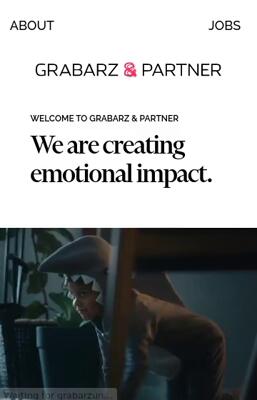 ABOUT JOBS
GRABARZ & PARTNER
WELCOME TO GRABARZ & PARTNER
We are creating
emotional impact.
Waiting for grabarzun...